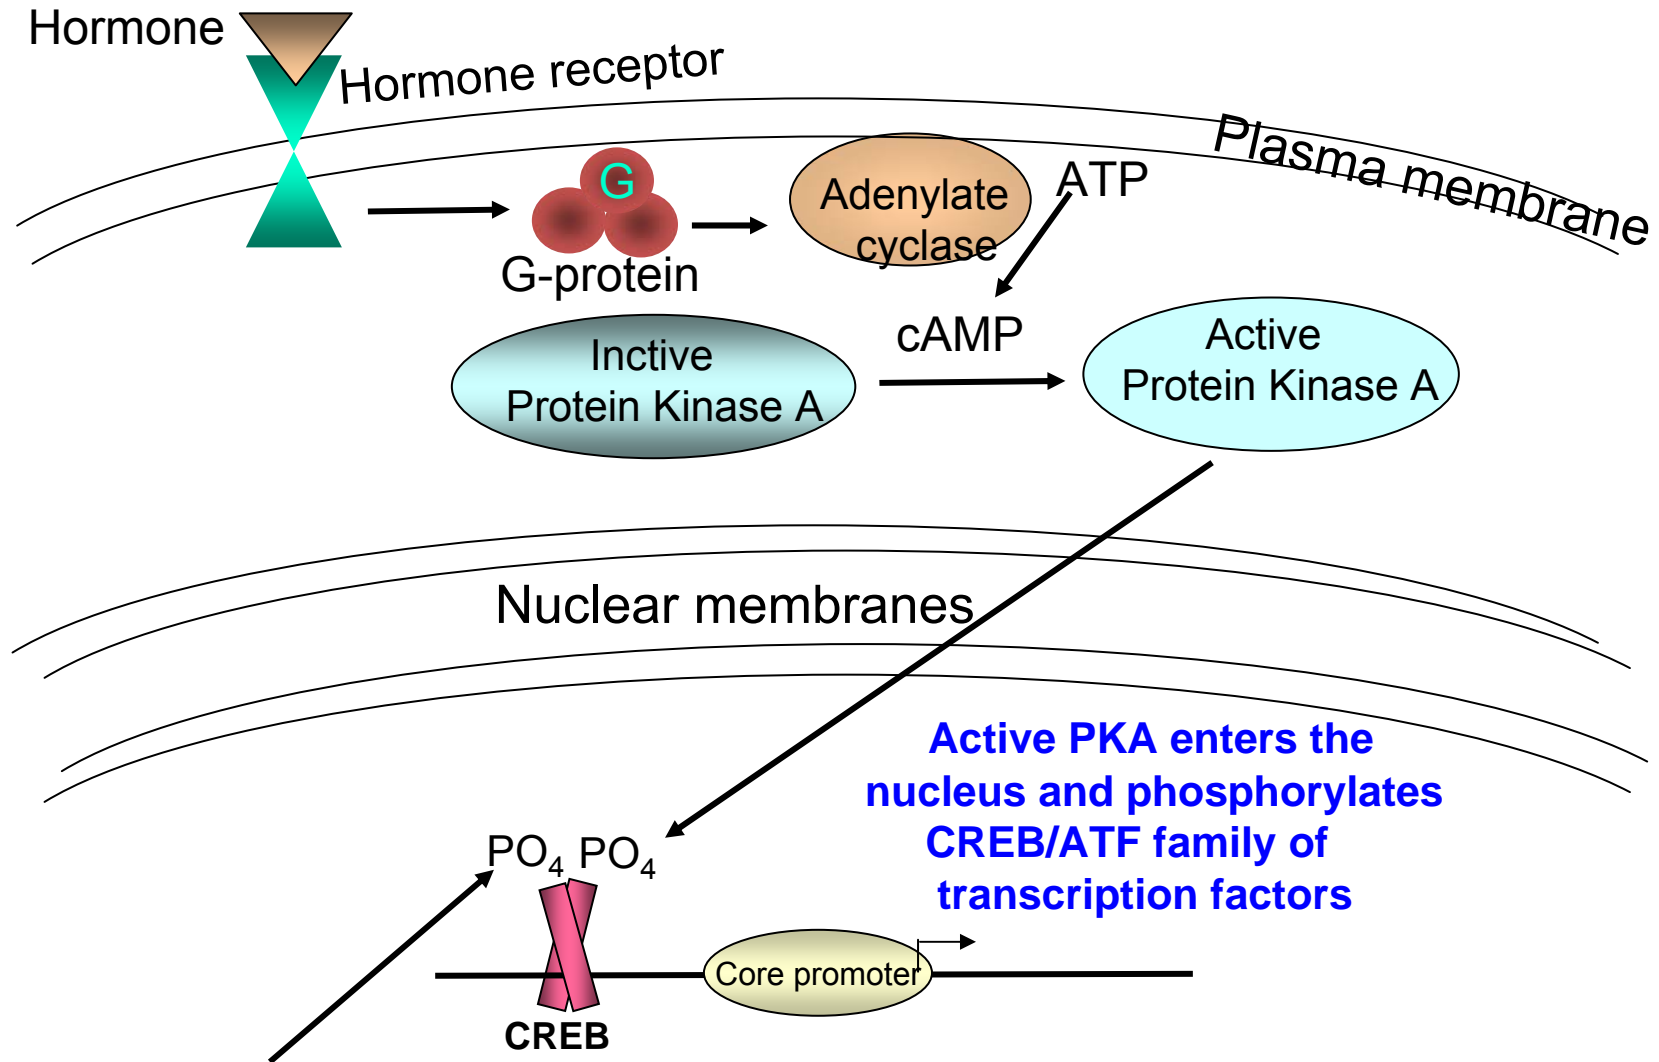 Hormone
Hormone receptor
Plasma membrane
G
G-protein
Adenylate
cyclase
ATP
cAMP
Inctive
Protein Kinase A
Active
Protein Kinase A
Nuclear membranes
Active PKA enters the
nucleus and phosphorylates
CREB/ATF family of
transcription factors
PO₄ PO₄
Core promoter
CREB